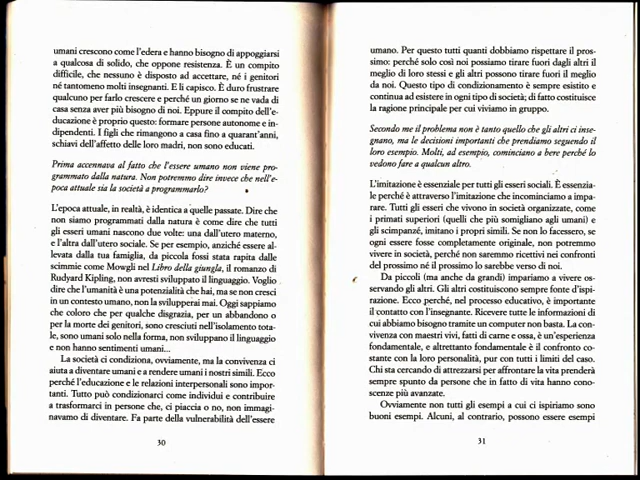 umani crescono come l'edera e hanno bisogno di appoggiarsi
a qualcosa di solido, che oppone resistenza. È un compito
difficile, che nessuno è disposto ad accettare, né i genitori
né tantomeno molti insegnanti. E li capisco. È duro frustrare
qualcuno per farlo crescere e perché un giorno se ne vada di
casa senza aver più bisogno di noi. Eppure il compito dell'e-
ducazione è proprio questo: formare persone autonome e in-
dipendenti. I figli che rimangono a casa fino a quarant'anni,
schiavi dell'affetto delle loro madri, non sono educati.
Prima accennava al fatto che l'essere umano non viene pro-
grammato dalla natura. Non potremmo dire invece che nell'e-
poca attuale sia la società a programmarlo?
L'epoca attuale, in realtà, è identica a quelle passate. Dire che
non siamo programmati dalla natura è come dire che tutti
gli esseri umani nascono due volte: una dall'utero materno,
e l'altra dall'utero sociale. Se per esempio, anziché essere al-
levata dalla tua famiglia, da piccola fossi stata rapita dalle
scimmie come Mowgli nel Libro della giungla, il romanzo di
Rudyard Kipling, non avresti sviluppato il linguaggio. Voglio
dire che l'umanità è una potenzialità che hai, ma se non cresci
in un contesto umano, non la svilupperai mai. Oggi sappiamo
che coloro che per qualche disgrazia, per un abbandono o
per la morte dei genitori, sono cresciuti nell'isolamento tota-
le, sono umani solo nella forma, non sviluppano il linguaggio
e non hanno sentimenti umani...
La società ci condiziona, ovviamente, ma la convivenza ci
aiuta a diventare umani e a rendere umani i nostri simili. Ecco
perché l'educazione e le relazioni interpersonali sono impor-
tanti. Tutto può condizionarci come individui e contribuire
a trasformarci in persone che, ci piaccia o no, non immagi-
navamo di diventare. Fa parte della vulnerabilità dell'essere
30
umano. Per questo tutti quanti dobbiamo rispettare il pros-
simo: perché solo così noi possiamo tirare fuori dagli altri il
meglio di loro stessi e gli altri possono tirare fuori il meglio
da noi. Questo tipo di condizionamento è sempre esistito e
continua ad esistere in ogni tipo di società; di fatto costituisce
la ragione principale per cui viviamo in gruppo.
Secondo me il problema non è tanto quello che gli altri ci inse-
gnano, ma le decisioni importanti che prendiamo seguendo il
loro esempio. Molti, ad esempio, cominciano a bere perché lo
vedono fare a qualcun altro.
L'imitazione è essenziale per tutti gli esseri sociali. È essenzia-
le perché è attraverso l'imitazione che incominciamo a impa-
rare. Tutti gli esseri che vivono in società organizzate, come
i primati superiori (quelli che più somigliano agli umani) e
gli scimpanzé, imitano i propri simili. Se non lo facessero, se
ogni essere fosse completamente originale, non potremmo
vivere in società, perché non saremmo ricettivi nei confronti
del prossimo né il prossimo lo sarebbe verso di noi.
Da piccoli (ma anche da grandi) impariamo a vivere os-
servando gli altri. Gli altri costituiscono sempre fonte d'ispi-
razione. Ecco perché, nel processo educativo, è importante
il contatto con l'insegnante. Ricevere tutte le informazioni di
cui abbiamo bisogno tramite un computer non basta. La con-
vivenza con maestri vivi, fatti di carne e ossa, è un'esperienza
fondamentale, e altrettanto fondamentale è il confronto co-
stante con la loro personalità, pur con tutti i limiti del caso.
Chi sta cercando di attrezzarsi per affrontare la vita prenderà
sempre spunto da persone che in fatto di vita hanno cono-
scenze più avanzate.
Ovviamente non tutti gli esempi a cui ci ispiriamo sono
buoni esempi. Alcuni, al contrario, possono essere esempi
31